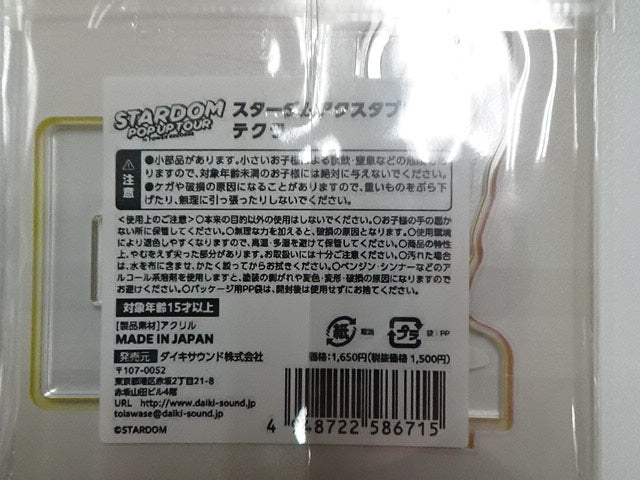 STARDOM
POP UP TOUR
スターダムアクスタプ
テクラ
注意
●小部品があります。小さいお子様による誤飲・窒息などの危険もあ
りますので、対象年齢未満のお子様には絶対に与えないでください。
●ケガや破損の原因になることがありますので、重いものをぶら下
げたり、無理に引っ張ったりしないでください。
<使用上のご注意>○本来の目的以外の使用はしないでください。○お子様の手の届か
ない所に保管してください。○無理な力を加えると、破損の原因となります。○使用環境
により退色しやすくなりますので、高温・多湿を避けて保管してください。○商品の特性
上、やむをえず尖った部分があります。お取扱いには十分ご注意ください。○汚れた場合
は、水を布に含ませ、かたく絞ってからお拭きください。○ベンジン・シンナーなどのア
ルコール系溶剤を使用しますと、塗装の剥がれや変色・変形・破損の原因になりますので
お避けください。○パッケージ用PP袋は、開封後は使用せずにお捨てください。
対象年齢15才以上
[製品素材]アクリル
MADE IN JAPAN
紙 取説 プラ 袋:PP
発売元 ダイキサウンド株式会社
価格:1,650円(税抜価格 1,500円)
〒107-0052
東京都港区赤坂2丁目21-8
赤坂山田ビル4階
URL http://www.daiki-sound.jp
toiawase@daiki-sound.jp
©STARDOM
48722 586715